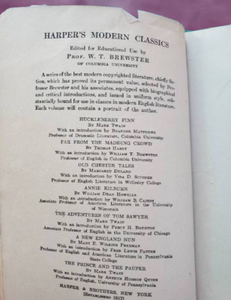 HARPER'S MODERN CLASSICS
Edited for Educational Use by
PROF. W. T. BREWSTER
OF COLUMBIA UNIVERSITY
A series of the best modern copyrighted literature, chiefly fic-
tion, which has proved its permanent value, selected by Pro-
fessor Brewster and his associates, equipped with biographical
and critical introductions, and issued in uniform style, sub-
stantially bound for use in classes in modern English literature.
Each volume will contain a portrait of the author.
HUCKLEBERRY FINN
BY MARK TWAIN
With an introduction by BRANDER MATTHEWS
Professor of Dramatic Literature, Columbia University
FAR FROM THE MADDING CROWD
BY THOMAS HARDY
With an introduction by WILLIAM T. BREWSTER
Professor of English in Columbia University
OLD CHESTER TALES
BY MARGARET DELAND
With an introduction by VIDA D. SCUDDER
Professor of English Literature in Wellesley College
ANNIE KILBURN
BY WILLIAM DEAN HOWELLS
With an introduction by WILLIAM B. CAIRNS
Associate Professor of American Literature in the University
of Wisconsin
THE ADVENTURES OF TOM SAWYER
BY MARK TWAIN
With an introduction by PERCY H. BOYNTON
Associate Professor of English in the University of Chicago
A NEW ENGLAND NUN
BY MARY E. WILKINS FREEMAN
With an introduction by FRED LEWIS PATTEE
Professor of English and American Literature in Pennsylvania
State College
THE PRINCE AND THE PAUPER
BY MARK TWAIN
With an introduction by ARTHUR HOBSON QUINN
Professor of English in the University of Pennsylvania
HARPER & BROTHERS, NEW YORK
[ESTABLISHED 1817]